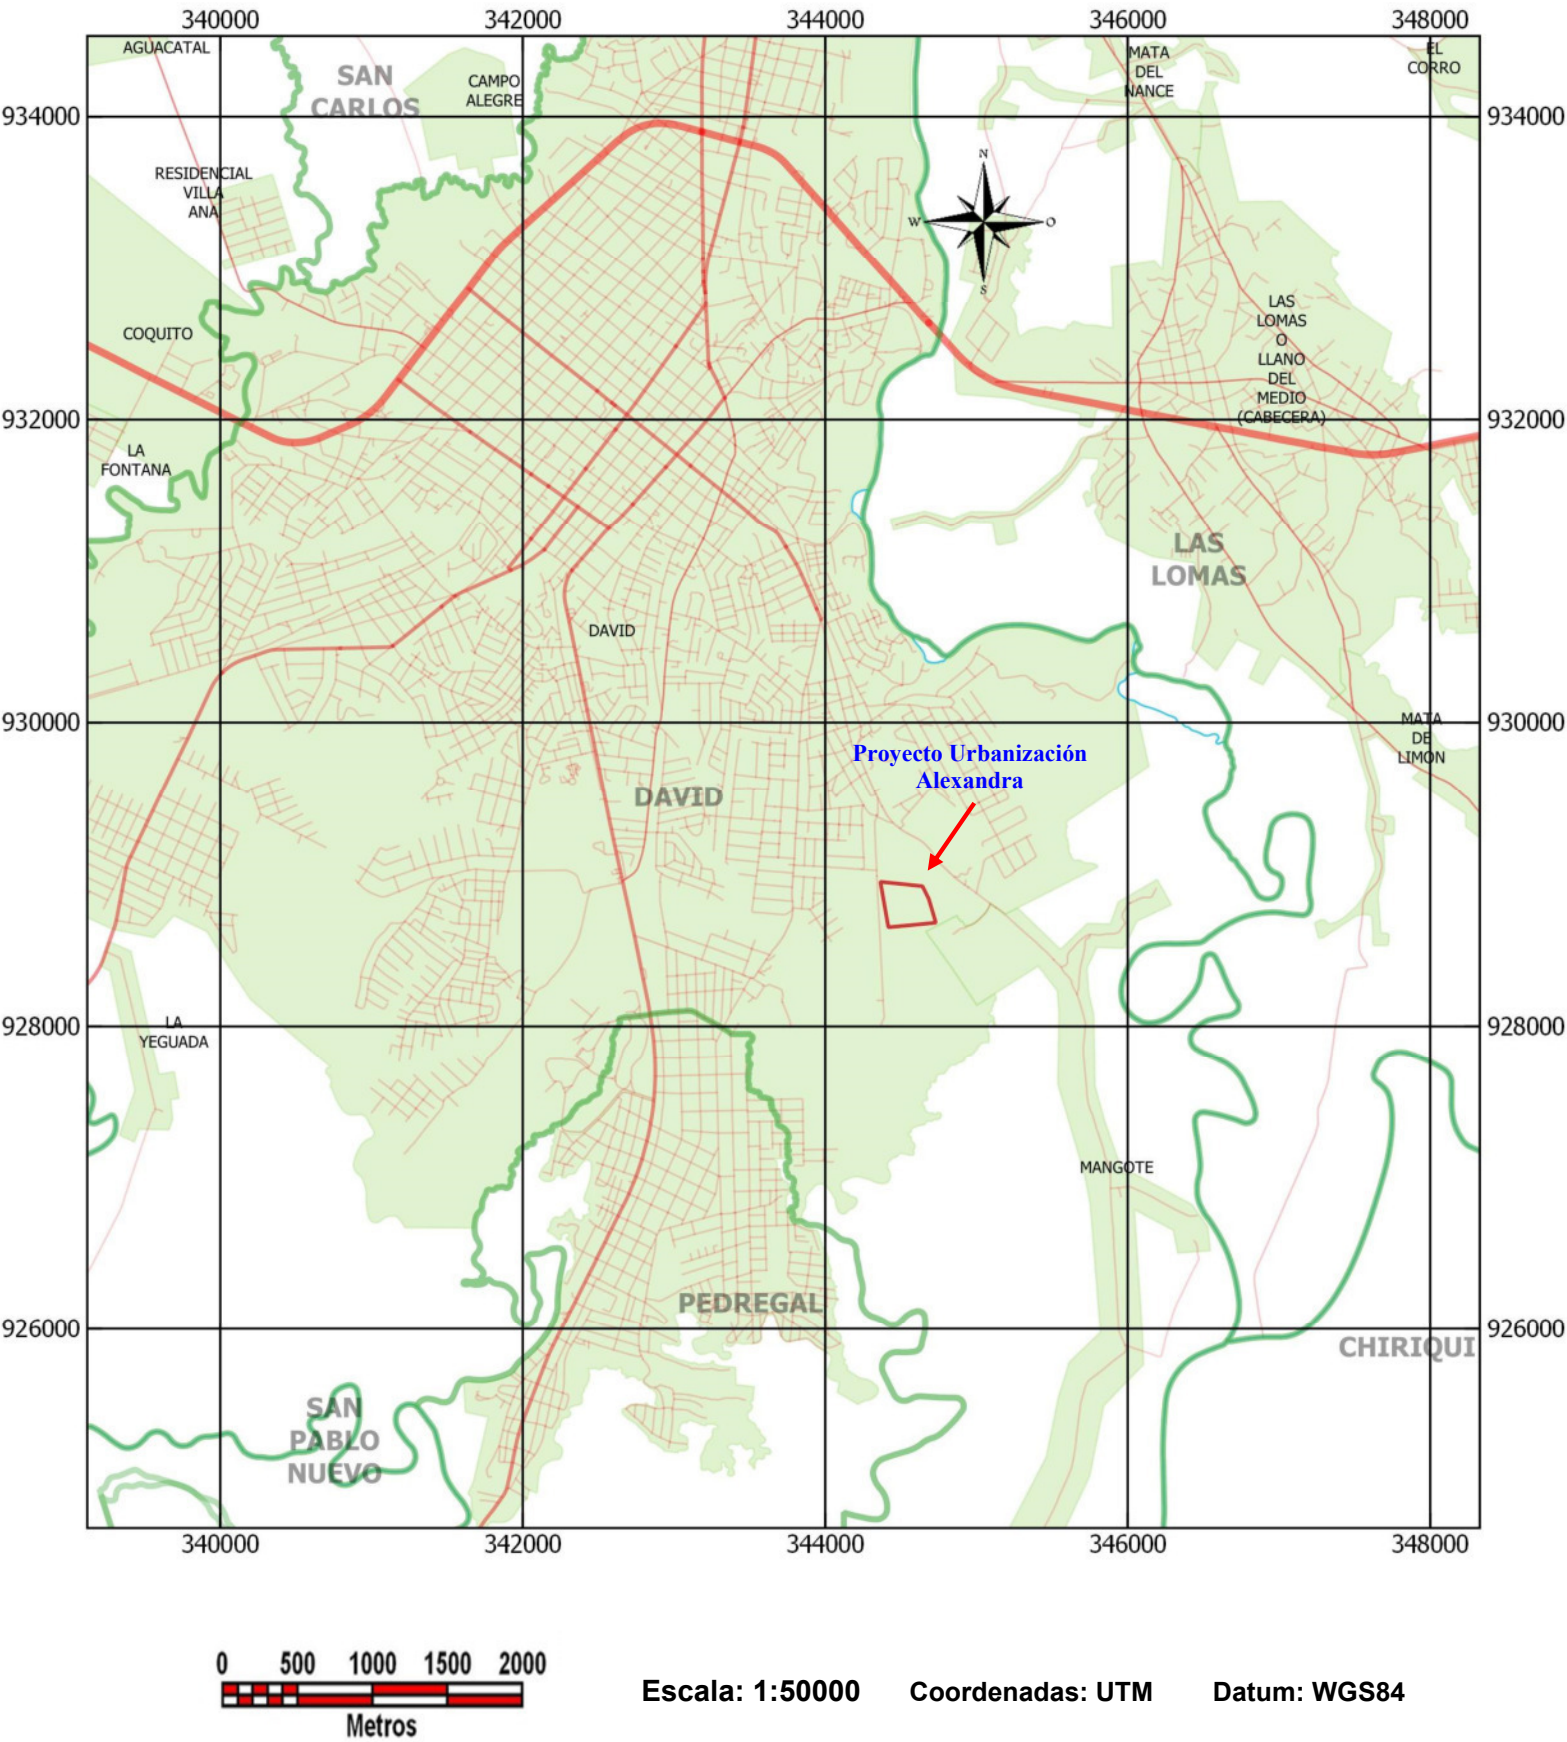 340000 342000 344000 346000 348000
AGUACATAL
SAN
CARLOS
CAMPO
ALEGRE
MATA
DEL
NANCE
EL
CORRO
934000 934000
RESIDENCIAL
VILLA
ANA
N
W O
S
COQUITO
LAS
LOMAS
O
LLANO
DEL
MEDIO
(CABECERA)
932000 932000
LA
FONTANA
LAS
LOMAS
DAVID
930000 930000
MATA
DE
LIMON
Proyecto Urbanización
Alexandra
DAVID
928000 928000
LA
YEGUADA
MANGOTE
PEDREGAL
926000 926000
CHIRIQUI
SAN
PABLO
NUEVO
340000 342000 344000 346000 348000
0 500 1000 1500 2000
Metros
Escala: 1:50000 Coordenadas: UTM Datum: WGS84